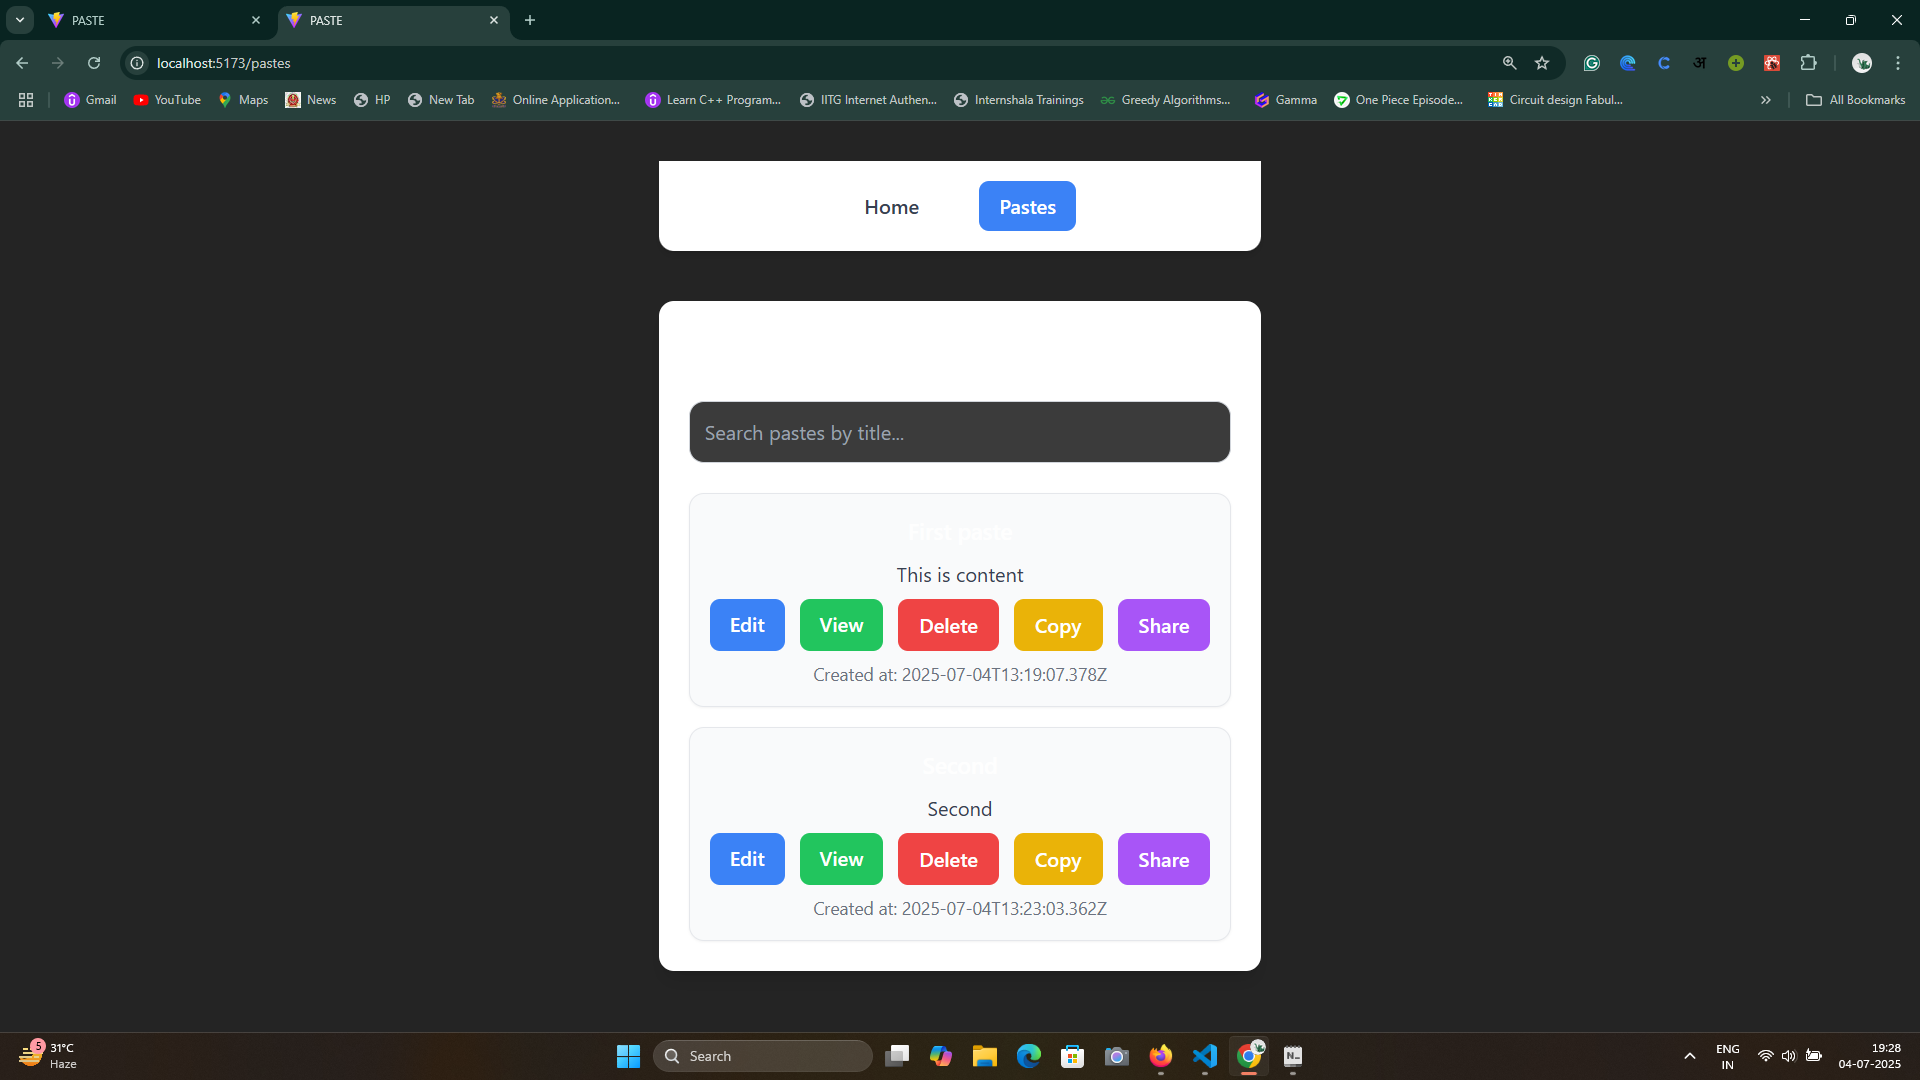 PASTE
PASTE
localhost:5173/pastes
Gmail
YouTube
Maps
News
HP
New Tab
Online Application...
Learn C++ Program...
IITG Internet Authen...
Internshala Trainings
Greedy Algorithms...
Gamma
One Piece Episode...
Circuit design Fabul...
All Bookmarks
Home
Pastes
Search pastes by title...
First paste
This is content
Edit
View
Delete
Copy
Share
Created at: 2025-07-04T13:19:07.378Z
Second
Second
Edit
View
Delete
Copy
Share
Created at: 2025-07-04T13:23:03.362Z
5
31°C
Haze
Search
ENG
IN
19:28
04-07-2025